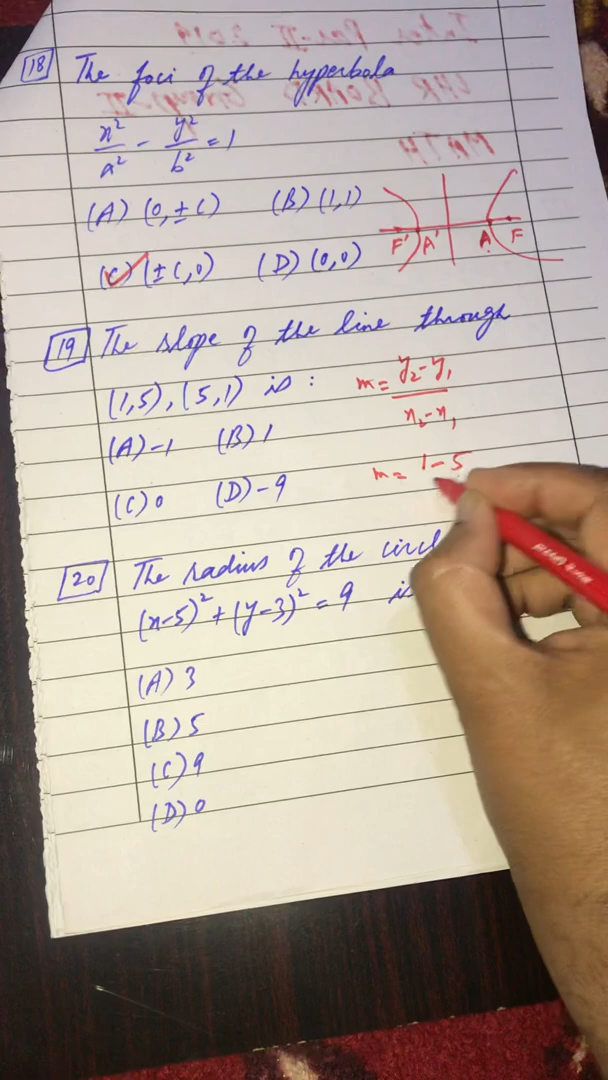 18 The foci of the hyperbola
x²/a² - y²/b² = 1
(A) (0, ± c) (B) (1, 1)
(C) (± c, 0) (D) (0, 0)
F' A' A F
19 The slope of the line through
(1, 5), (5, 1) is :
m = y₂ - y₁ / x₂ - x₁
(A) -1 (B) 1
(C) 0 (D) -9
m = 1 - 5
20 The radius of the circl
(x-5)² + (y-3)² = 9 is
(A) 3
(B) 5
(C) 9
(D) 0